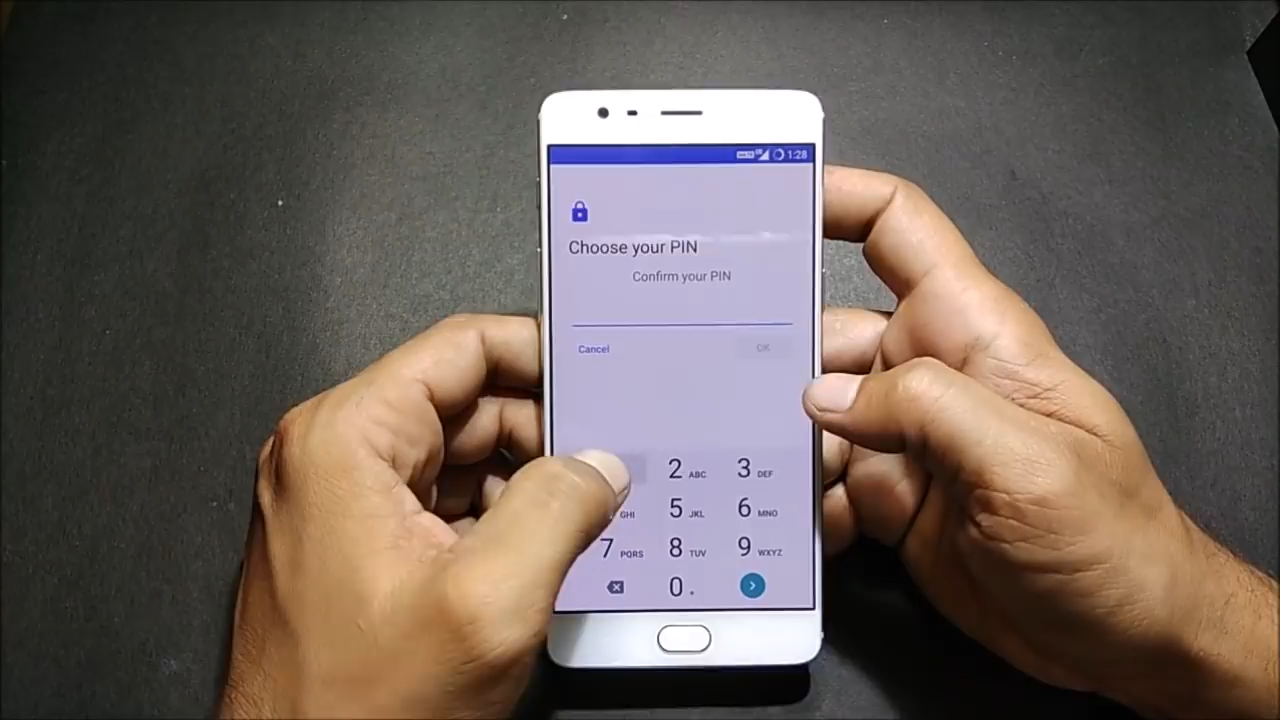 1:28
Choose your PIN
Confirm your PIN
Cancel OK
2 ABC 3 DEF
GHI 5 JKL 6 MNO
7 PQRS 8 TUV 9 WXYZ
0